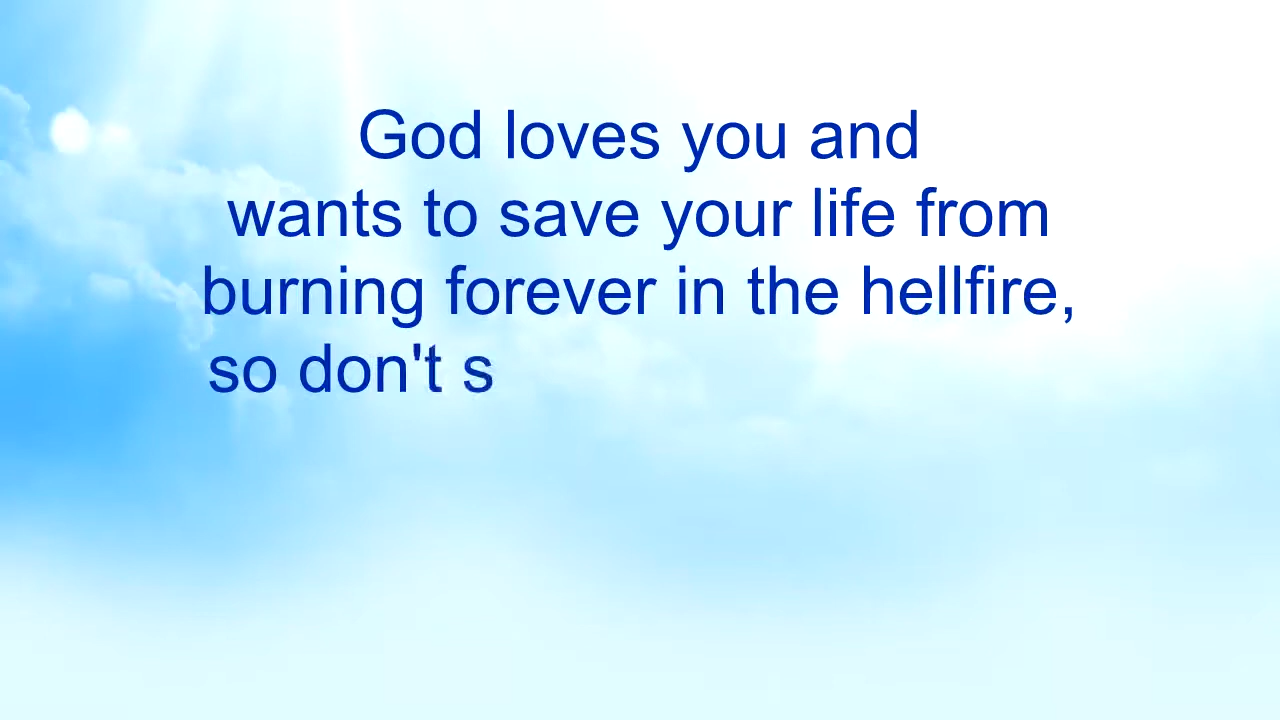 God loves you and
wants to save your life from
burning forever in the hellfire,
so don't s